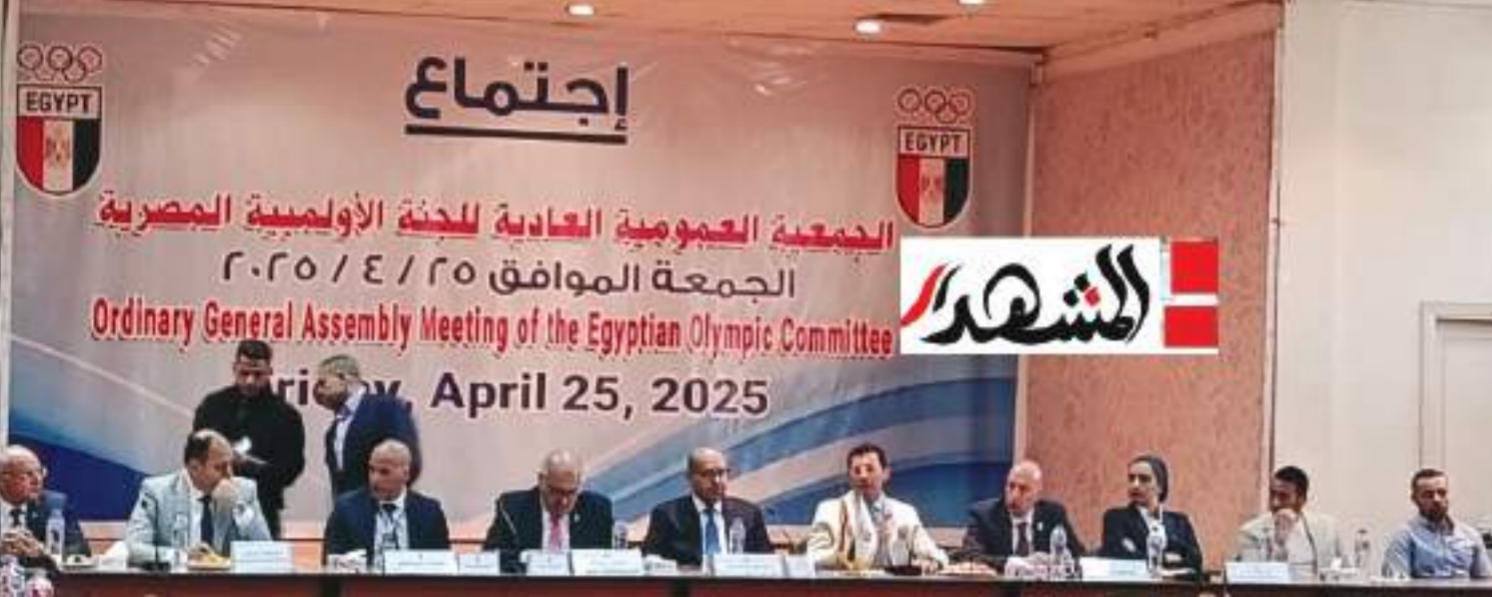 إجتماع
EGYPT
EGYPT
الجمعية العمومية العادية للجنة الأولمبية المصرية
الجمعة الموافق ٢٥ / ٤ / ٢٠٢٥
Ordinary General Assembly Meeting of the Egyptian Olympic Committee
April 25, 2025
المشهد